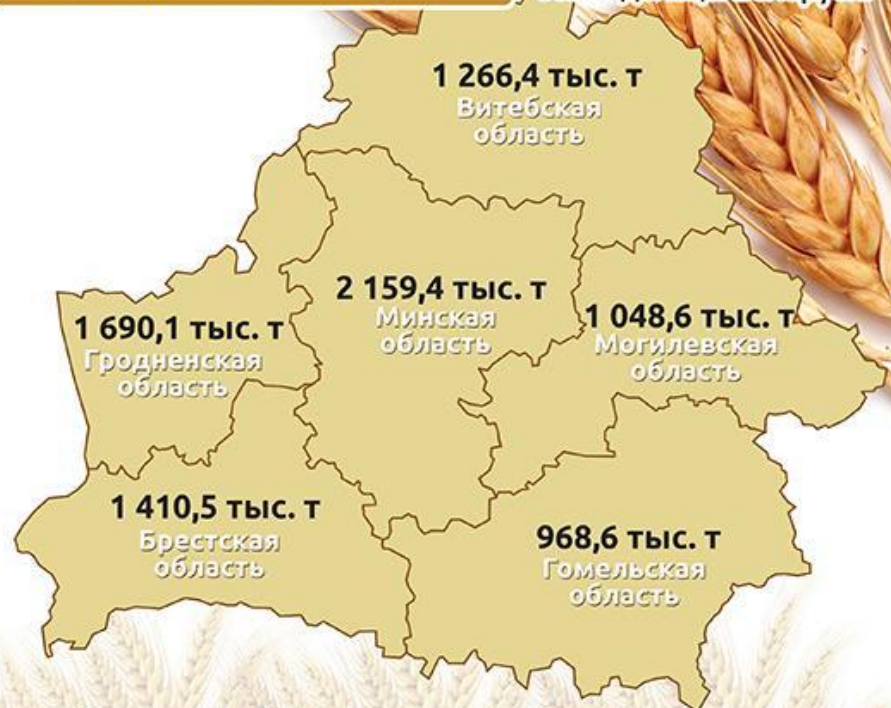 1 266,4 тыс. т
Витебская
область
2 159,4 тыс. т
Минская
область
1 048,6 тыс. т
Могилевская
область
1 690,1 тыс. т
Гродненская
область
1 410,5 тыс. т
Брестская
область
968,6 тыс. т
Гомельская
область